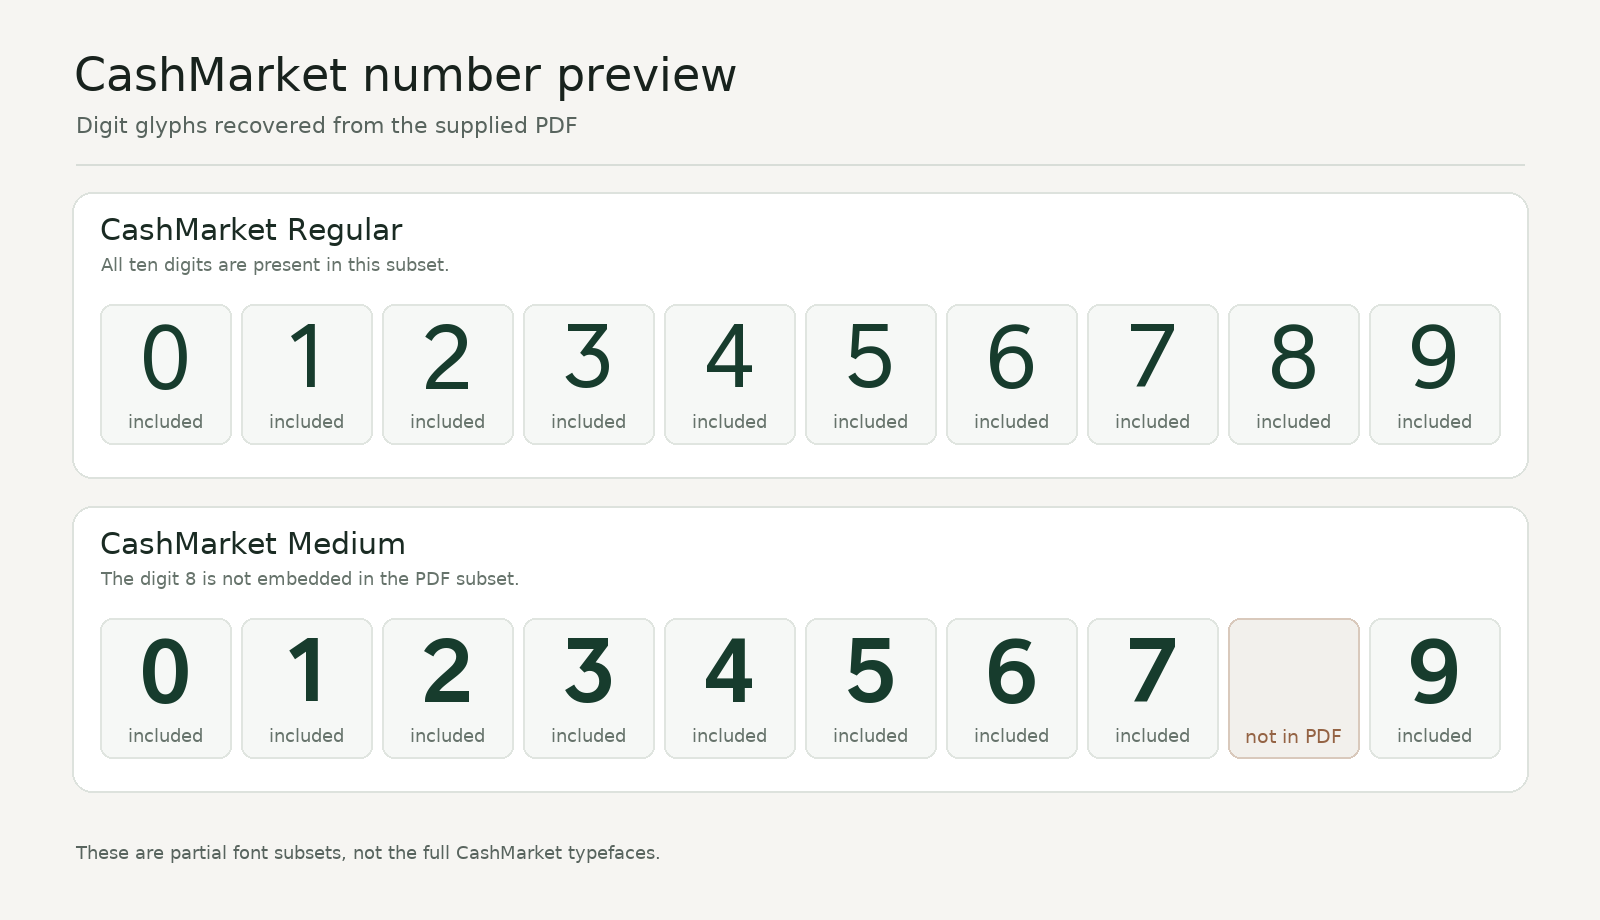 CashMarket number preview
Digit glyphs recovered from the supplied PDF
CashMarket Regular
All ten digits are present in this subset.
0 1 2 3 4 5 6 7 8 9
included included included included included included included included included included
CashMarket Medium
The digit 8 is not embedded in the PDF subset.
0 1 2 3 4 5 6 7 9
included included included included included included included included not in PDF included
These are partial font subsets, not the full CashMarket typefaces.